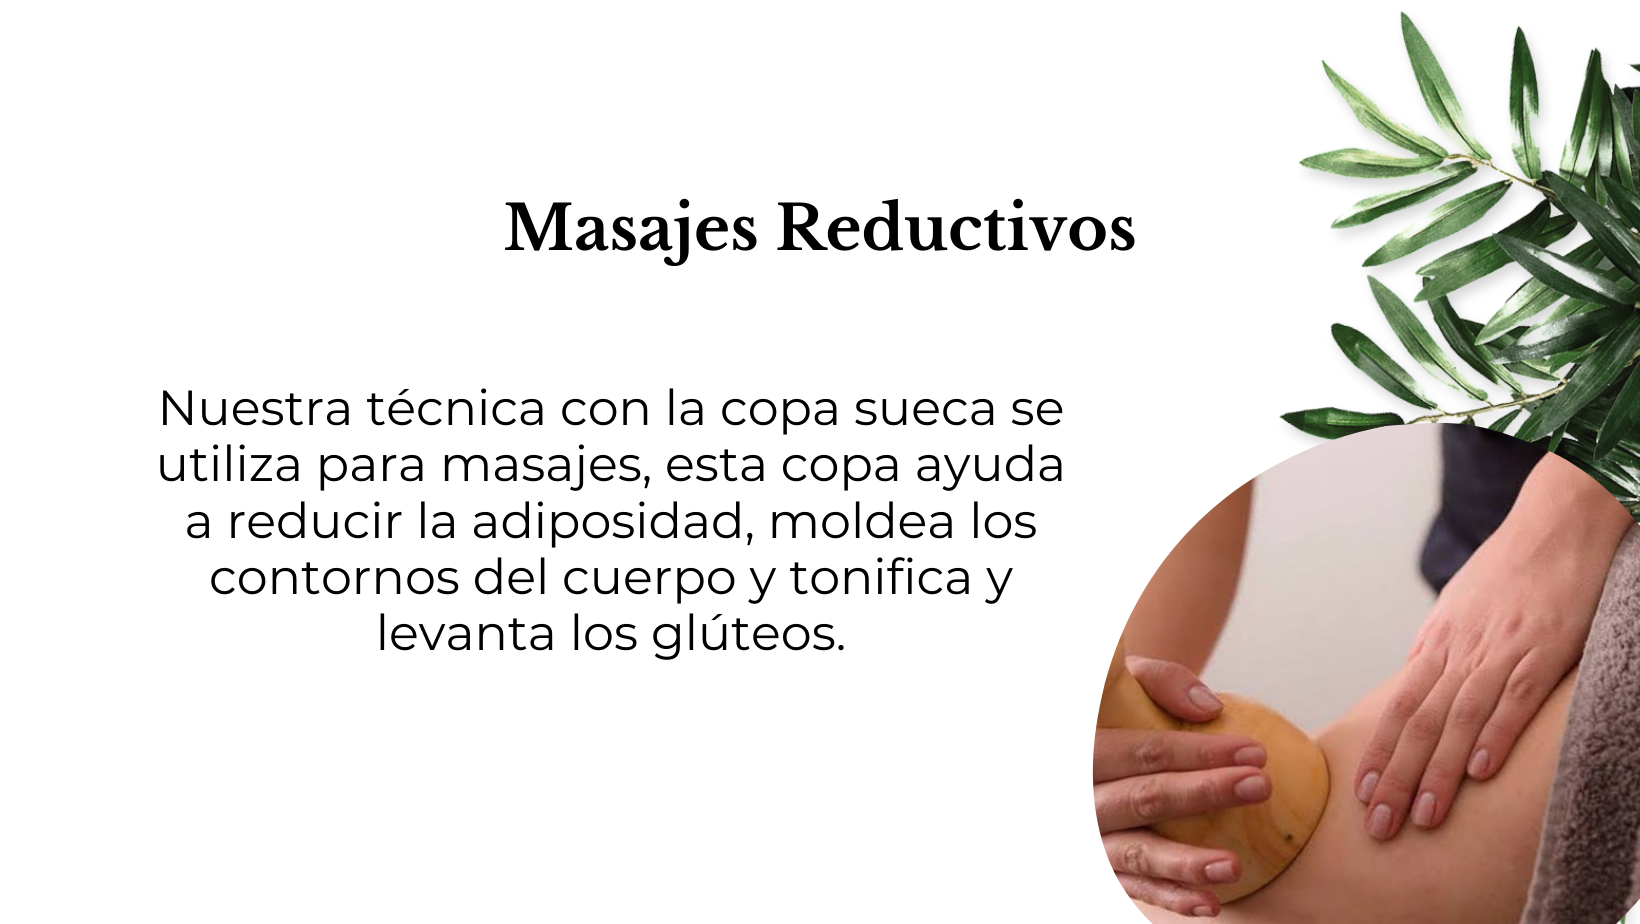 Masajes Reductivos
Nuestra técnica con la copa sueca se
utiliza para masajes, esta copa ayuda
a reducir la adiposidad, moldea los
contornos del cuerpo y tonifica y
levanta los glúteos.